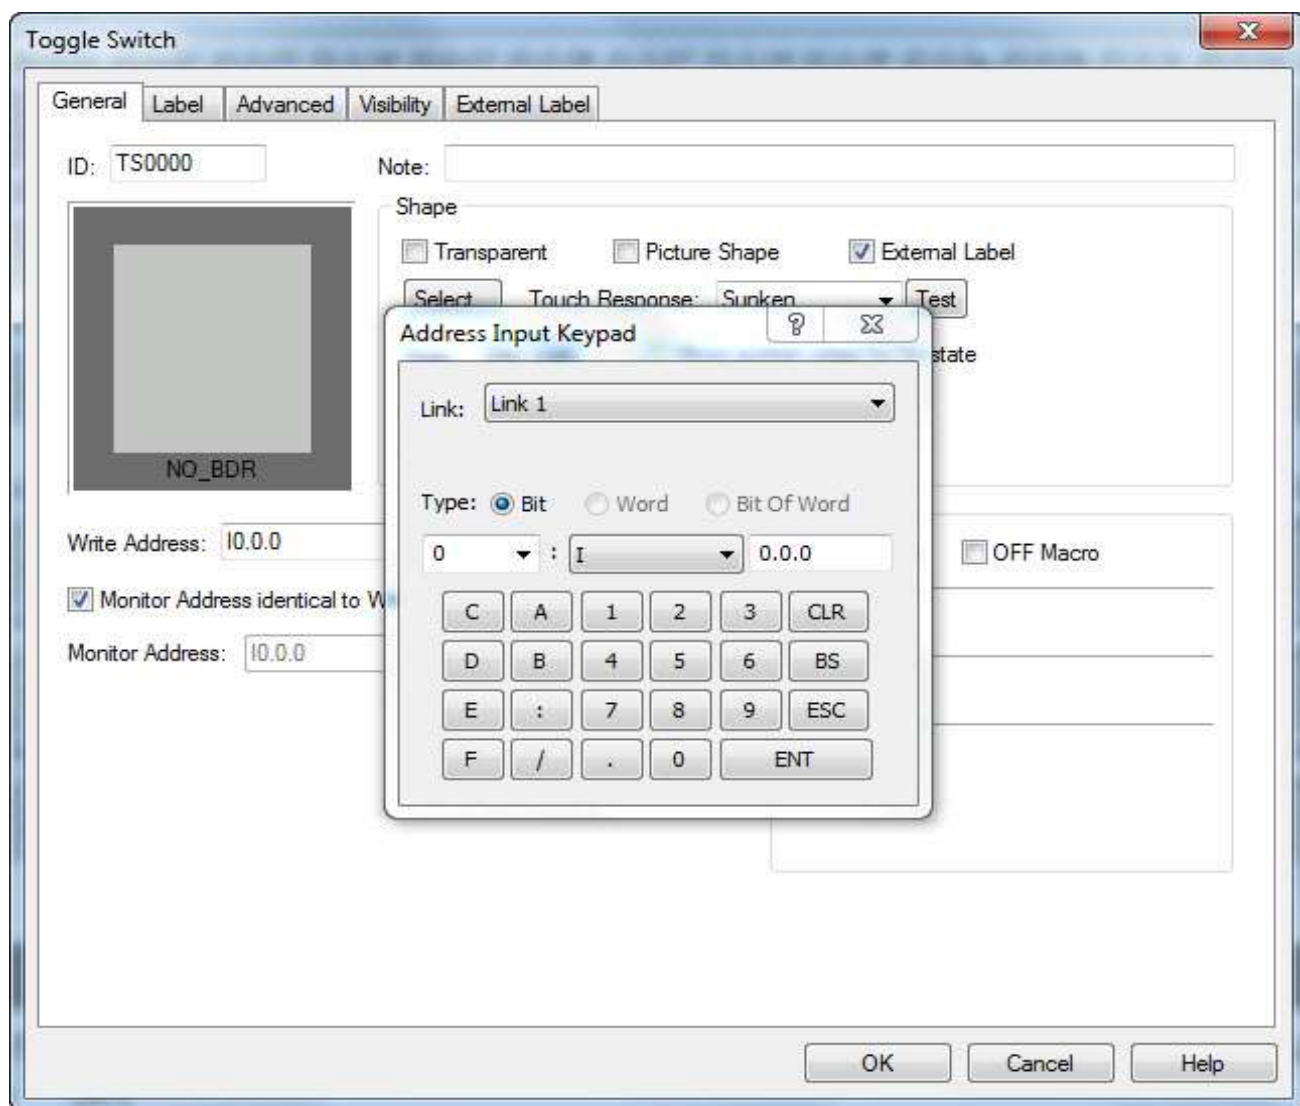 Toggle Switch
General Label Advanced Visibility External Label
ID: TS0000 Note:
Shape
Transparent Picture Shape External Label
Select... Touch Response: Sunken Test
Address Input Keypad
state
Link: Link 1
NO_BDR
Type: Bit Word Bit Of Word
Write Address: I0.0.0
0 : I 0.0.0
OFF Macro
Monitor Address identical to W
C A 1 2 3 CLR
Monitor Address: I0.0.0
D B 4 5 6 BS
E : 7 8 9 ESC
F / . 0 ENT
OK Cancel Help